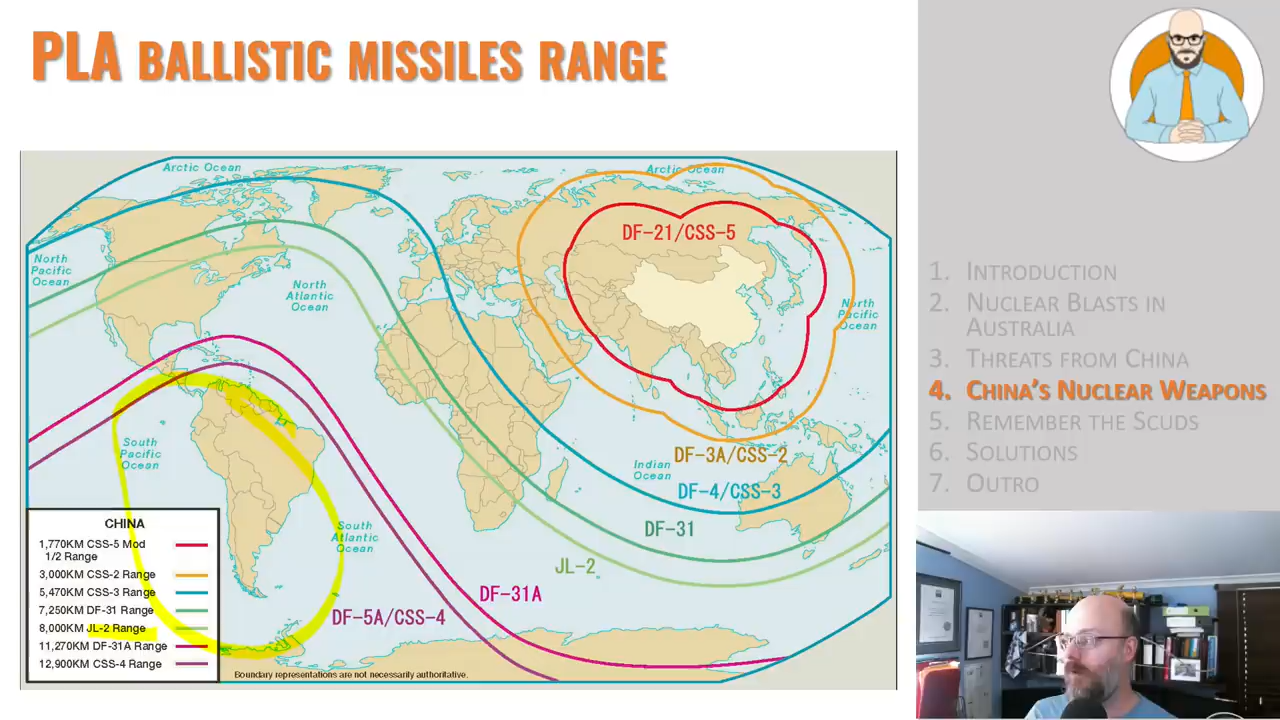 PLA BALLISTIC MISSILES RANGE
Arctic Ocean
Arctic Ocean
DF-21/CSS-5
North
Pacific
Ocean
North
Atlantic
Ocean
North
Pacific
Ocean
South
Pacific
Ocean
DF-3A/CSS-2
Indian
Ocean
DF-4/CSS-3
DF-31
South
Atlantic
Ocean
JL-2
DF-31A
DF-5A/CSS-4
CHINA
1,770KM CSS-5 Mod
1/2 Range
3,000KM CSS-2 Range
5,470KM CSS-3 Range
7,250KM DF-31 Range
8,000KM JL-2 Range
11,270KM DF-31A Range
12,900KM CSS-4 Range
Boundary representations are not necessarily authoritative.
1. INTRODUCTION
2. NUCLEAR BLASTS IN
AUSTRALIA
3. THREATS FROM CHINA
4. CHINA'S NUCLEAR WEAPONS
5. REMEMBER THE SCUDS
6. SOLUTIONS
7. OUTRO